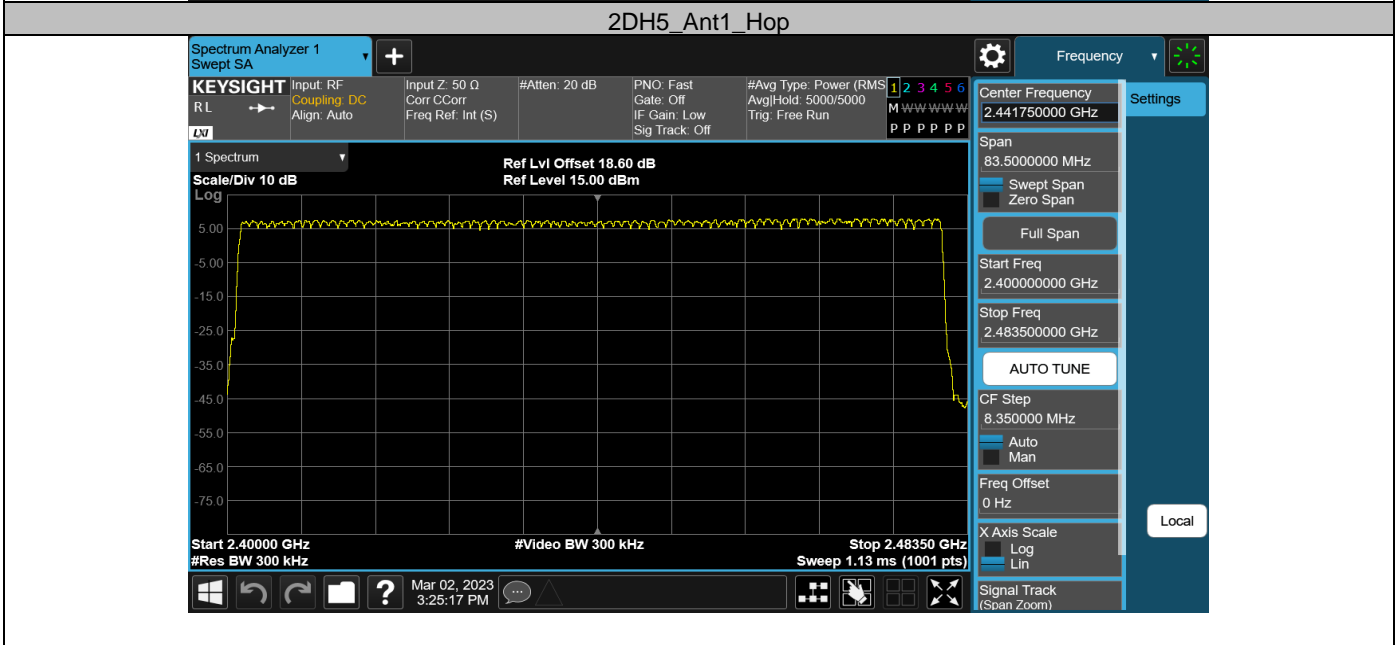 2DH5_Ant1_Hop
Spectrum Analyzer 1
Swept SA
Frequency
KEYSIGHT
R L
LXI
Input: RF
Coupling: DC
Align: Auto
Input Z: 50 Ω
Corr CCorr
Freq Ref: Int (S)
#Atten: 20 dB
PNO: Fast
Gate: Off
IF Gain: Low
Sig Track: Off
#Avg Type: Power (RMS
Avg|Hold: 5000/5000
Trig: Free Run
1 2 3 4 5 6
M W W W W W
P P P P P P
1 Spectrum
Scale/Div 10 dB
Ref Lvl Offset 18.60 dB
Ref Level 15.00 dBm
Log
5.00
-5.00
-15.0
-25.0
-35.0
-45.0
-55.0
-65.0
-75.0
Start 2.40000 GHz
#Res BW 300 kHz
#Video BW 300 kHz
Stop 2.48350 GHz
Sweep 1.13 ms (1001 pts)
Mar 02, 2023
3:25:17 PM
Center Frequency
2.441750000 GHz
Span
83.5000000 MHz
Swept Span
Zero Span
Full Span
Start Freq
2.400000000 GHz
Stop Freq
2.483500000 GHz
AUTO TUNE
CF Step
8.350000 MHz
Auto
Man
Freq Offset
0 Hz
X Axis Scale
Log
Lin
Signal Track
(Span Zoom)
Settings
Local